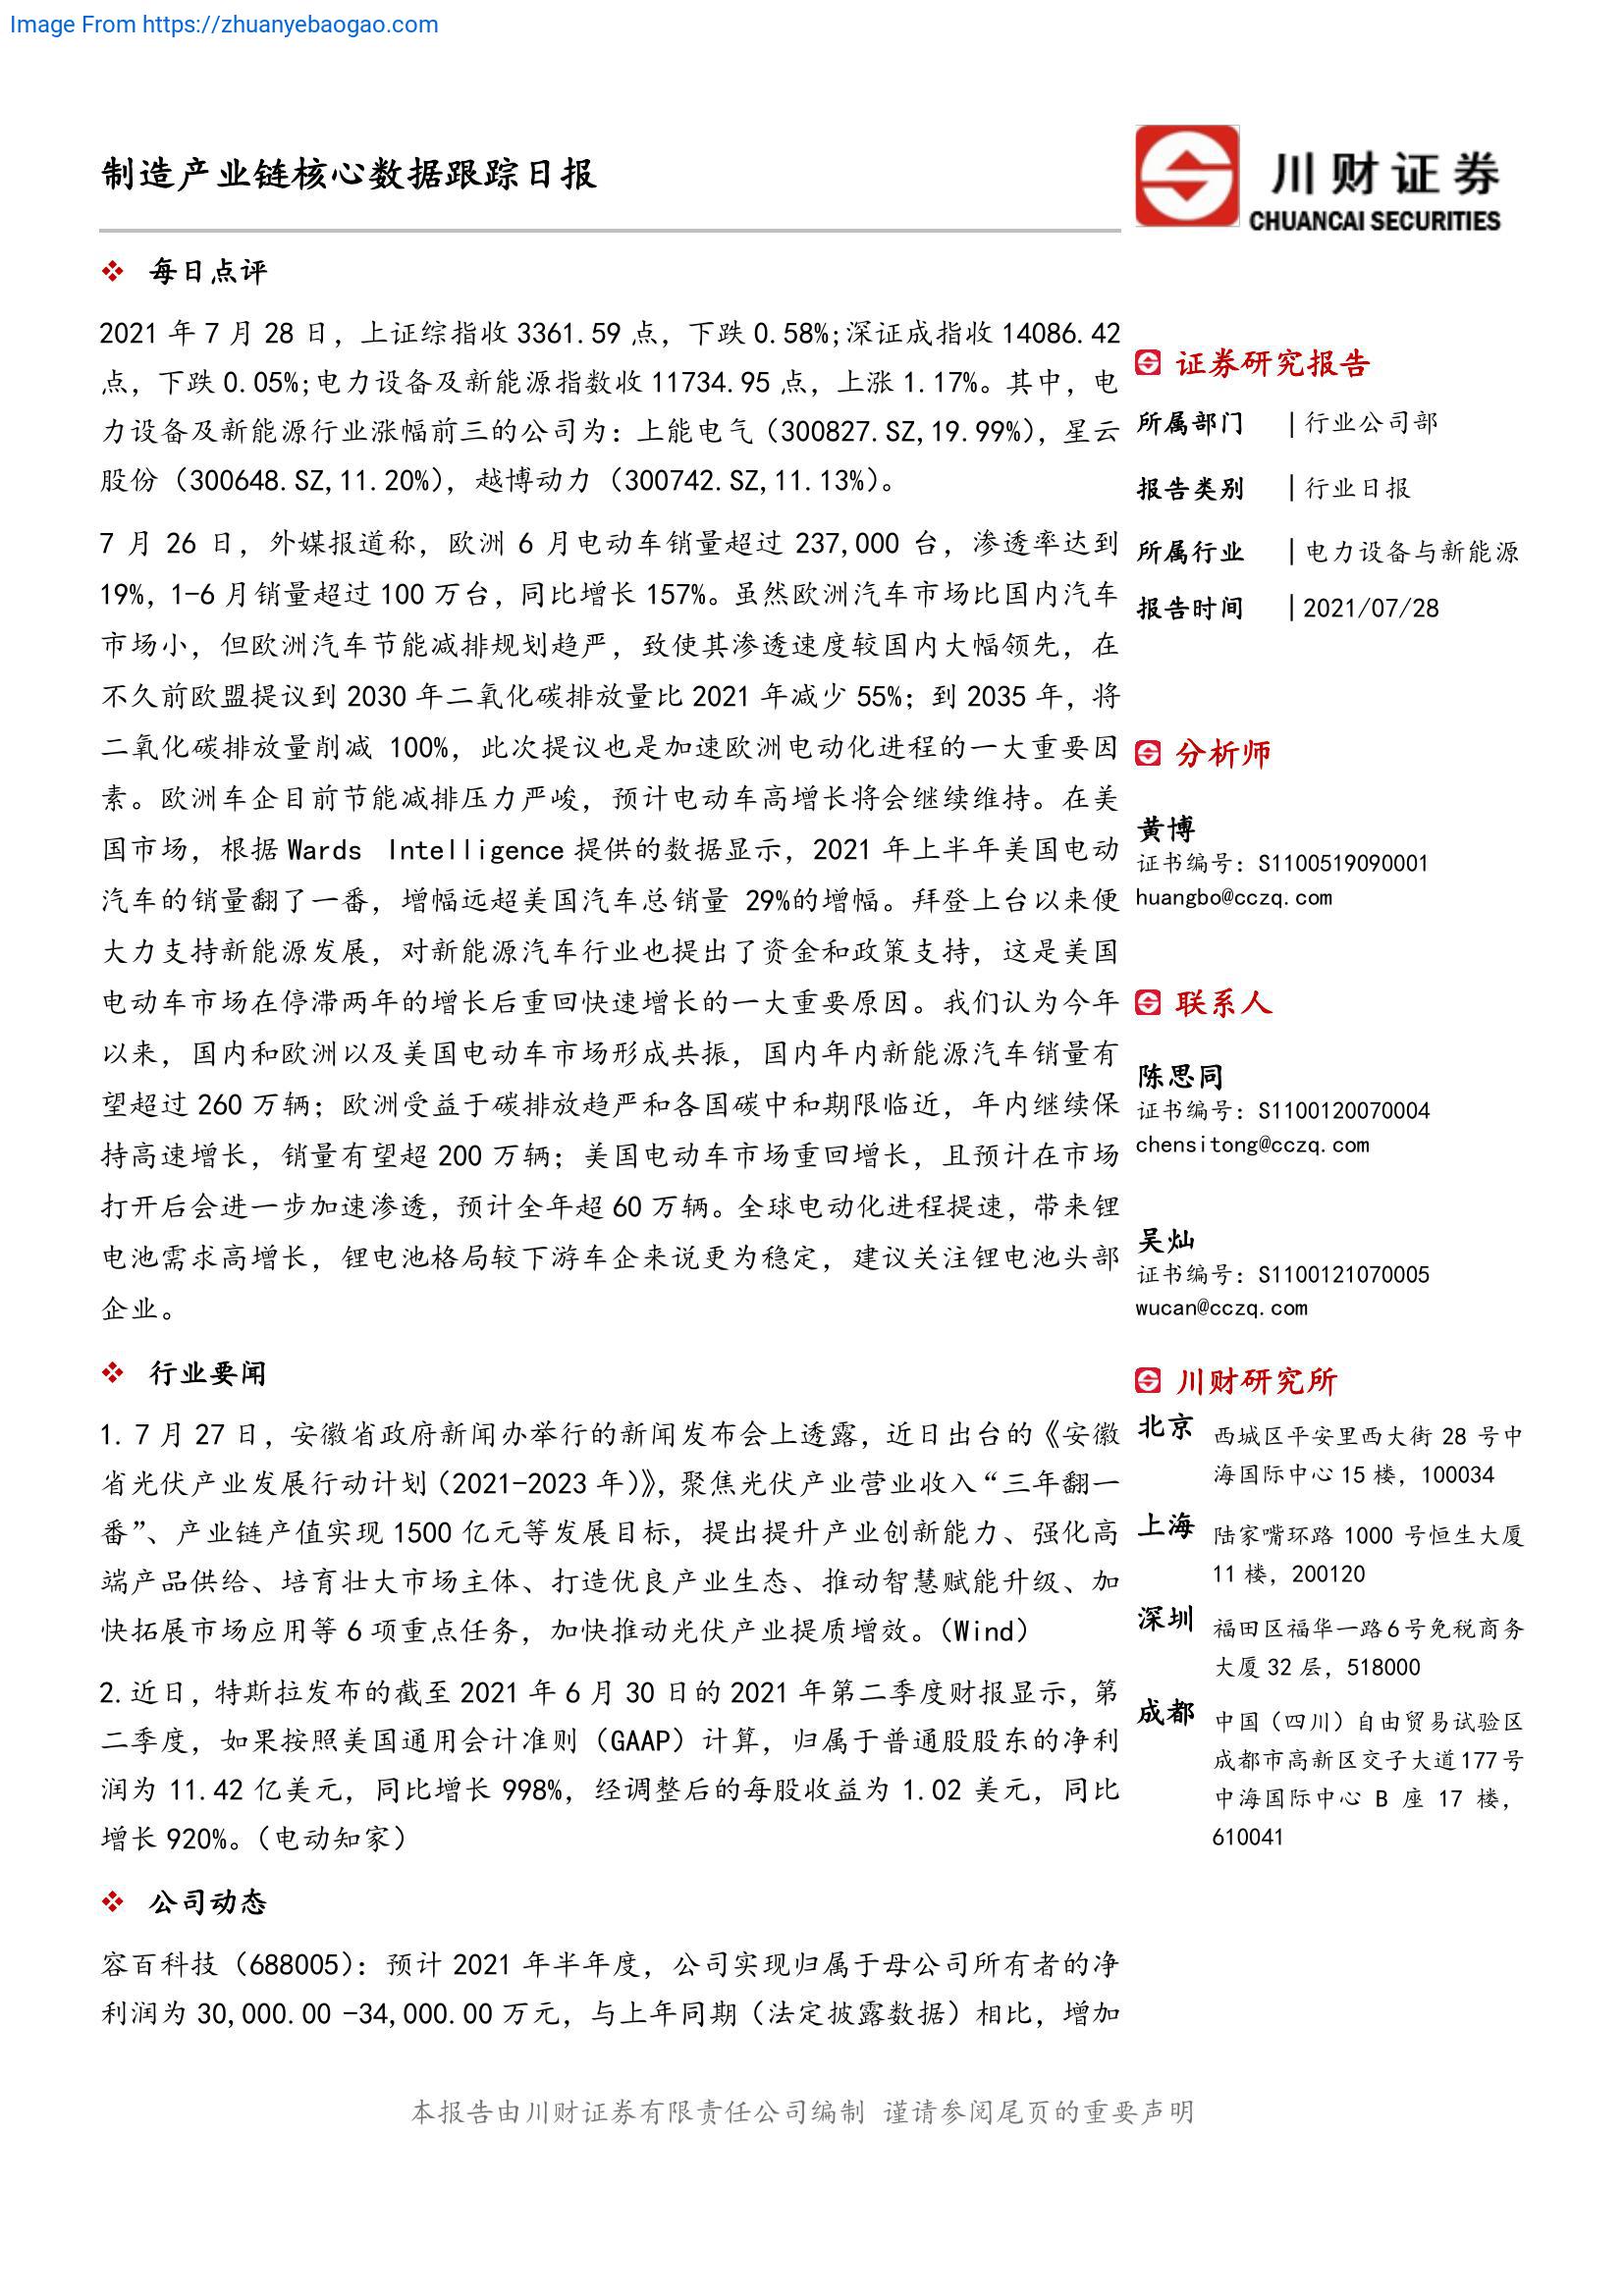 Image From https://zhuanyebaogao.com
制造产业链核心数据跟踪日报
川财证券
CHUANCAI SECURITIES
每日点评
2021 年 7 月 28 日，上证综指收 3361.59 点，下跌 0.58%;深证成指收 14086.42
点，下跌 0.05%;电力设备及新能源指数收 11734.95 点，上涨 1.17%。其中，电
力设备及新能源行业涨幅前三的公司为：上能电气（300827.SZ,19.99%），星云
股份（300648.SZ,11.20%），越博动力（300742.SZ,11.13%）。
7 月 26 日，外媒报道称，欧洲 6 月电动车销量超过 237,000 台，渗透率达到
19%，1-6 月销量超过 100 万台，同比增长 157%。虽然欧洲汽车市场比国内汽车
市场小，但欧洲汽车节能减排规划趋严，致使其渗透速度较国内大幅领先，在
不久前欧盟提议到 2030 年二氧化碳排放量比 2021 年减少 55%；到 2035 年，将
二氧化碳排放量削减 100%，此次提议也是加速欧洲电动化进程的一大重要因
素。欧洲车企目前节能减排压力严峻，预计电动车高增长将会继续维持。在美
国市场，根据 Wards Intelligence 提供的数据显示，2021 年上半年美国电动
汽车的销量翻了一番，增幅远超美国汽车总销量 29%的增幅。拜登上台以来便
大力支持新能源发展，对新能源汽车行业也提出了资金和政策支持，这是美国
电动车市场在停滞两年的增长后重回快速增长的一大重要原因。我们认为今年
以来，国内和欧洲以及美国电动车市场形成共振，国内年内新能源汽车销量有
望超过 260 万辆；欧洲受益于碳排放趋严和各国碳中和期限临近，年内继续保
持高速增长，销量有望超 200 万辆；美国电动车市场重回增长，且预计在市场
打开后会进一步加速渗透，预计全年超 60 万辆。全球电动化进程提速，带来锂
电池需求高增长，锂电池格局较下游车企来说更为稳定，建议关注锂电池头部
企业。
行业要闻
1. 7 月 27 日，安徽省政府新闻办举行的新闻发布会上透露，近日出台的《安徽
省光伏产业发展行动计划（2021-2023 年）》，聚焦光伏产业营业收入“三年翻一
番”、产业链产值实现 1500 亿元等发展目标，提出提升产业创新能力、强化高
端产品供给、培育壮大市场主体、打造优良产业生态、推动智慧赋能升级、加
快拓展市场应用等 6 项重点任务，加快推动光伏产业提质增效。（Wind）
2.近日，特斯拉发布的截至 2021 年 6 月 30 日的 2021 年第二季度财报显示，第
二季度，如果按照美国通用会计准则（GAAP）计算，归属于普通股股东的净利
润为 11.42 亿美元，同比增长 998%，经调整后的每股收益为 1.02 美元，同比
增长 920%。（电动知家）
公司动态
容百科技（688005）：预计 2021 年半年度，公司实现归属于母公司所有者的净
利润为 30,000.00 -34,000.00 万元，与上年同期（法定披露数据）相比，增加
证券研究报告
所属部门 | 行业公司部
报告类别 | 行业日报
所属行业 | 电力设备与新能源
报告时间 | 2021/07/28
分析师
黄博
证书编号：S1100519090001
huangbo@cczq.com
联系人
陈思同
证书编号：S1100120070004
chensitong@cczq.com
吴灿
证书编号：S1100121070005
wucan@cczq.com
川财研究所
北京 西城区平安里西大街 28 号中
海国际中心 15 楼，100034
上海 陆家嘴环路 1000 号恒生大厦
11 楼，200120
深圳 福田区福华一路 6 号免税商务
大厦 32 层，518000
成都 中国（四川）自由贸易试验区
成都市高新区交子大道 177 号
中海国际中心 B 座 17 楼，
610041
本报告由川财证券有限责任公司编制 谨请参阅尾页的重要声明